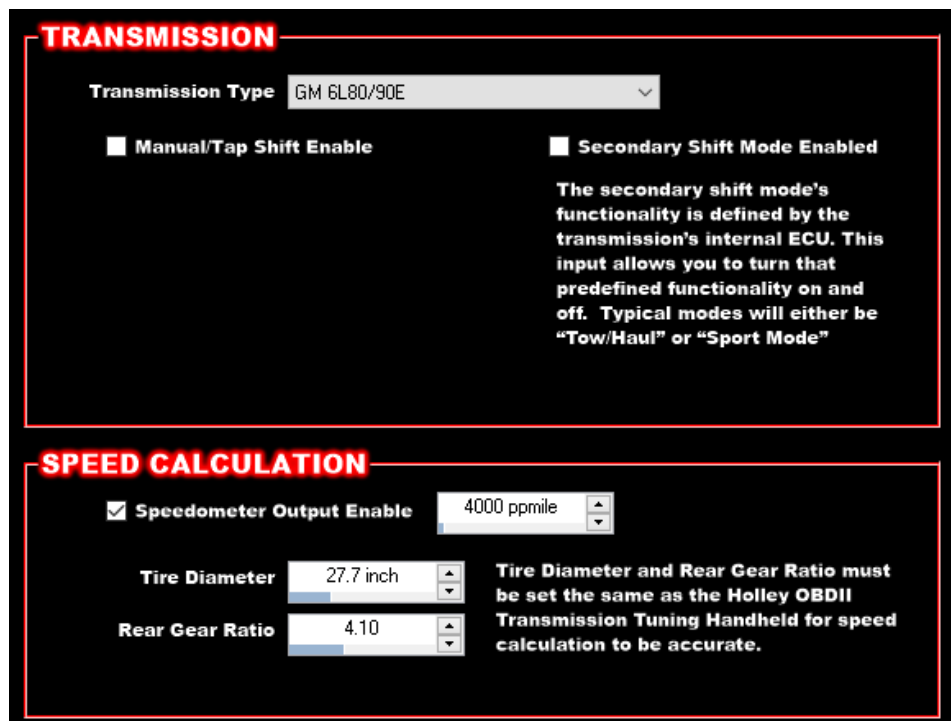 TRANSMISSION
Transmission Type GM 6L80/90E
Manual/Tap Shift Enable
Secondary Shift Mode Enabled
The secondary shift mode's
functionality is defined by the
transmission's internal ECU. This
input allows you to turn that
predefined functionality on and
off.  Typical modes will either be
“Tow/Haul” or “Sport Mode”
SPEED CALCULATION
Speedometer Output Enable 4000 ppmile
Tire Diameter 27.7 inch
Rear Gear Ratio 4.10
Tire Diameter and Rear Gear Ratio must
be set the same as the Holley OBDII
Transmission Tuning Handheld for speed
calculation to be accurate.